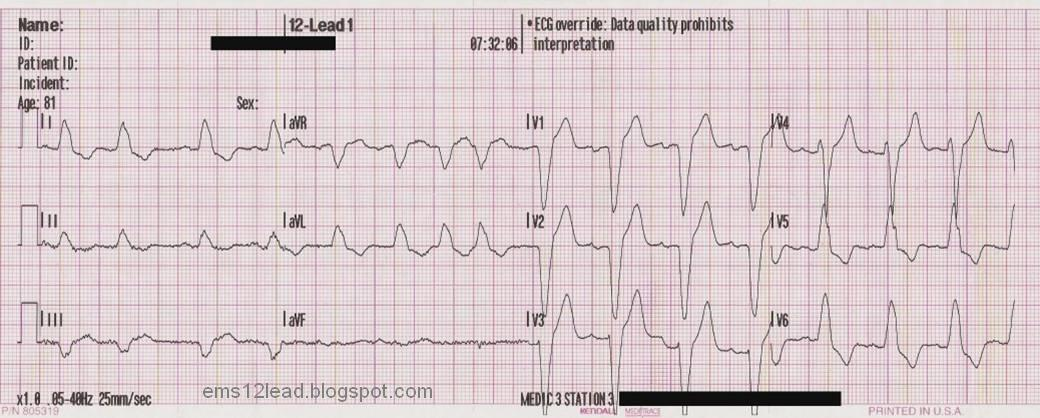 Name:
12-Lead 1
•ECG override: Data quality prohibits
ID:
07:32:06
interpretation
Patient ID:
Incident:
Age: 81
Sex:
I
aVR
V1
V4
II
aVL
V2
V5
III
aVF
V3
V6
x1.0 .05-40Hz 25mm/sec
ems12lead.blogspot.com
MEDIC 3 STATION 3
P/N 805319
KENDALL
MEDITRACE
PRINTED IN U.S.A.